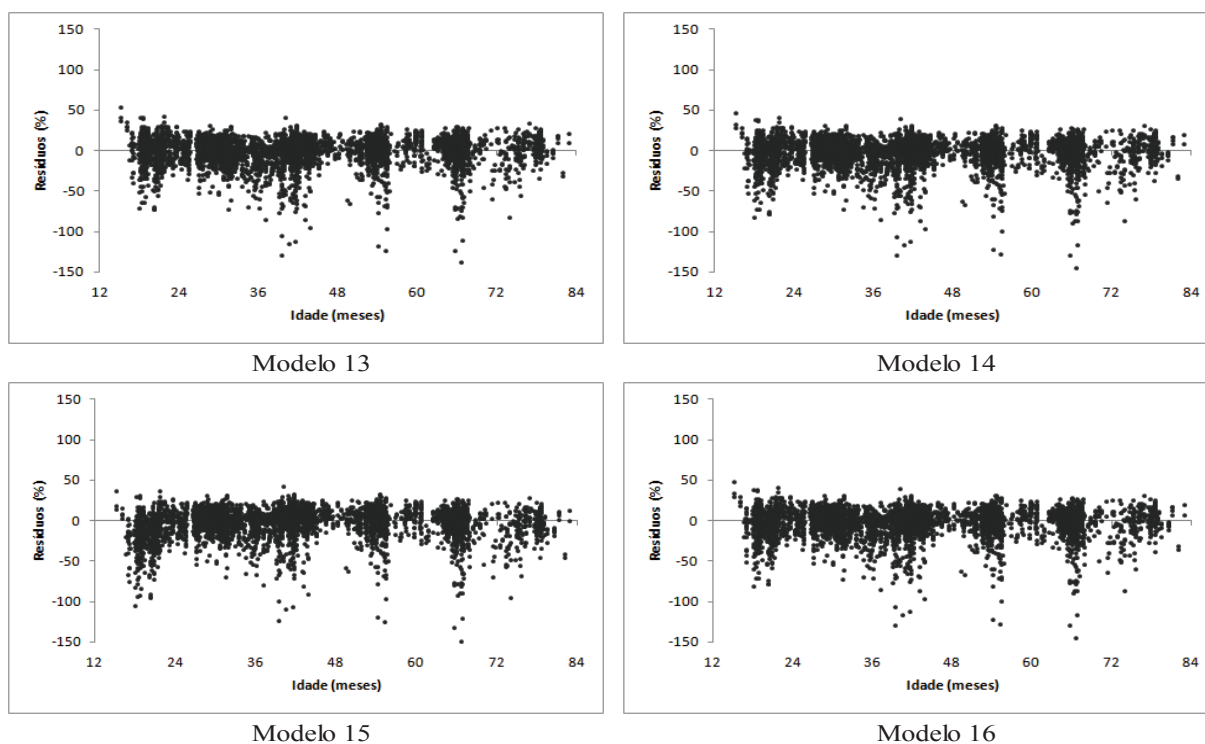 150
100
50
0
-50
-100
-150
Resíduos (%)
12 24 36 48 60 72 84
Idade (meses)
Modelo 13
150
100
50
0
-50
-100
-150
Resíduos (%)
12 24 36 48 60 72 84
Idade (meses)
Modelo 14
150
100
50
0
-50
-100
-150
Resíduos (%)
12 24 36 48 60 72 84
Idade (meses)
Modelo 15
150
100
50
0
-50
-100
-150
Resíduos (%)
12 24 36 48 60 72 84
Idade (meses)
Modelo 16